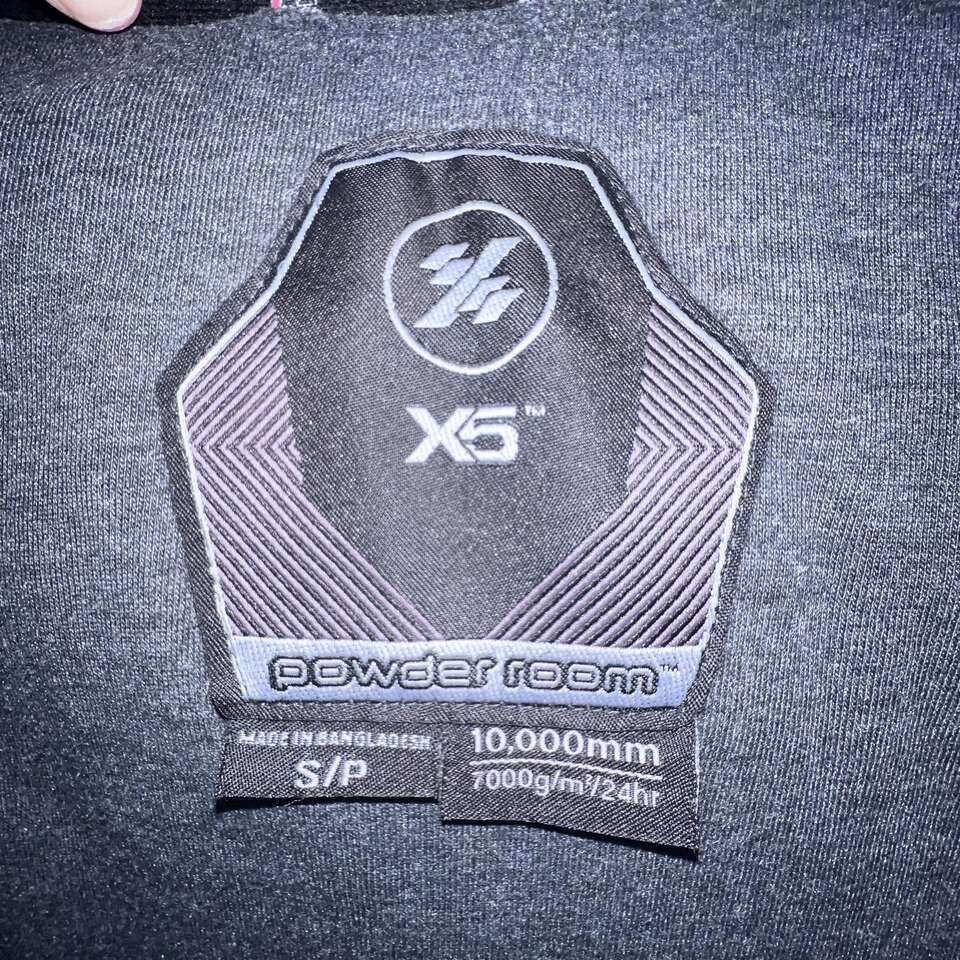 X5™
powder room™
MADE IN BANGLADESH
S/P
10,000mm
7000g/m²/24hr